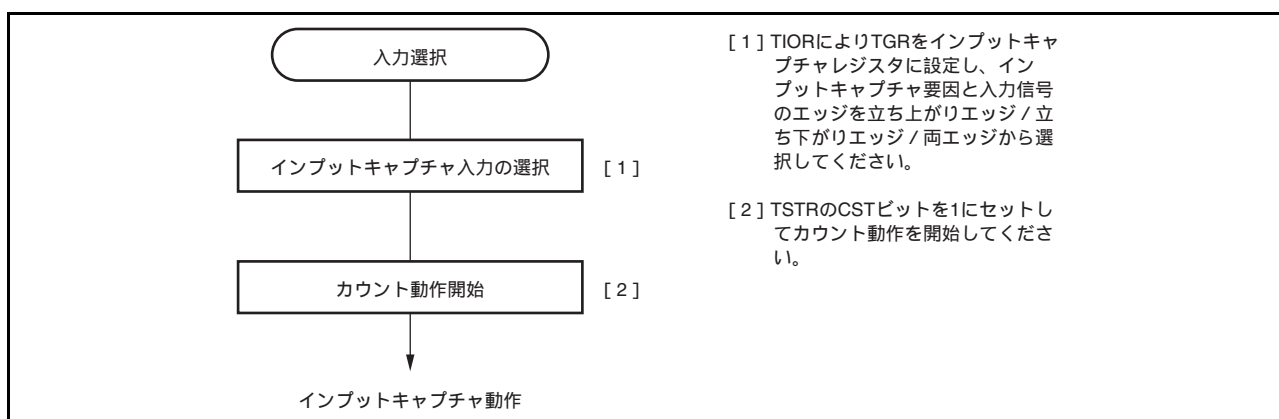 入力選択
インプットキャプチャ入力の選択 [ 1 ]
カウント動作開始 [ 2 ]
インプットキャプチャ動作
[ 1 ] TIORによりTGRをインプットキャ
プチャレジスタに設定し、イン
プットキャプチャ要因と入力信号
のエッジを立ち上がりエッジ / 立
ち下がりエッジ / 両エッジから選
択してください。
[ 2 ] TSTRのCSTビットを1にセットし
てカウント動作を開始してくださ
い。